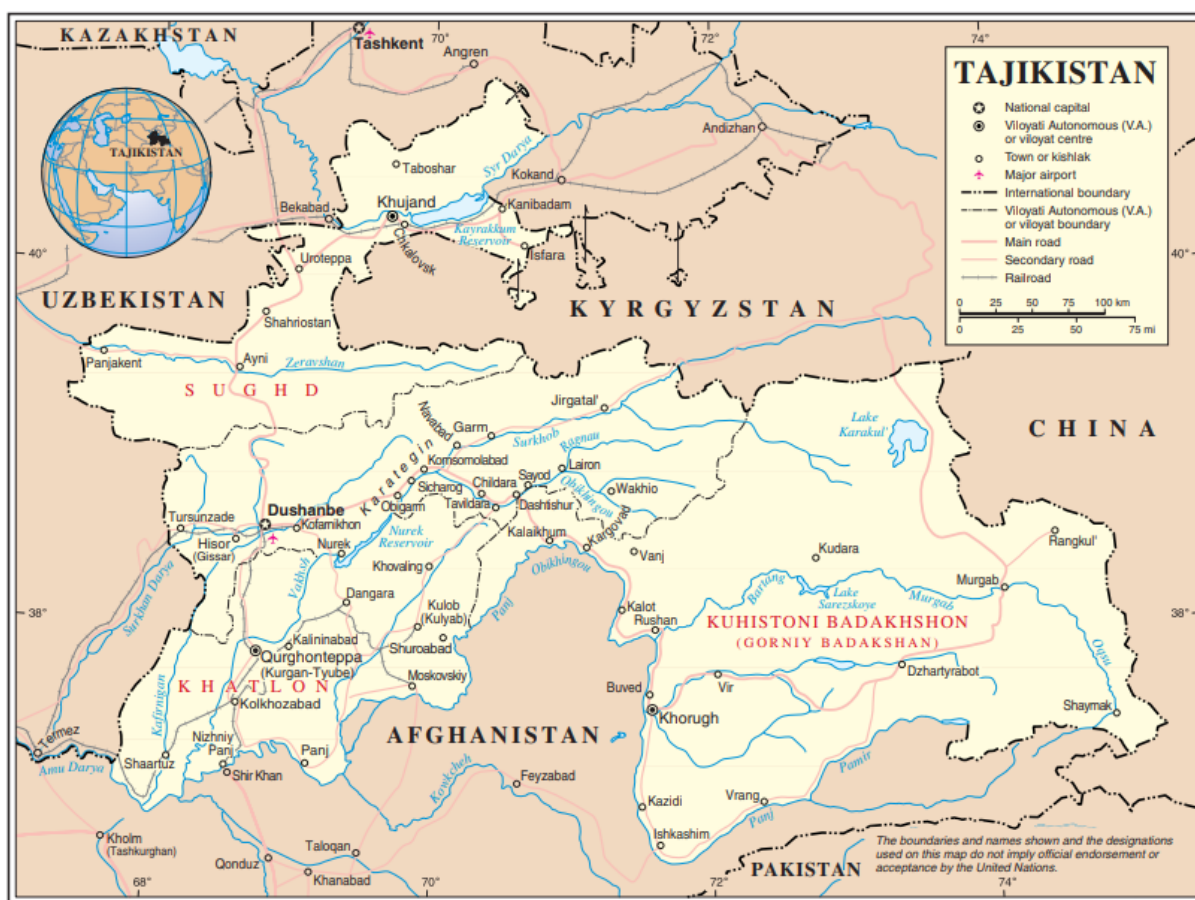 KAZAKHSTAN
70
72
74
Tashkent
Angren
TAJIKISTAN
National capital
Viloyati Autonomous (V.A.)
or viloyat centre
Town or kishlak
Major airport
International boundary
Viloyati Autonomous (V.A.)
or viloyat boundary
Main road
Secondary road
Railroad
0 25 50 75 100 km
0 25 50 75 mi
TAJIKISTAN
Andizhan
Taboshar
Syr Darya
Kokand
Khujand
Kanibadam
Bekabad
Kayrakkum
Reservoir
Chkalovsk
Isfara
40
40
Uroteppa
UZBEKISTAN
KYRGYZSTAN
Shahriostan
Panjakent
Ayni
Zeravshan
SUGHD
Jirgatal'
Navabad
Garm
Surkhob
Lake
Karakul'
CHINA
Karategin
Ragnau
Komsomolabad
Lairon
Sicharog
Childara
Sayod
Obikhingou
Wakhio
Obigarm
Tavildara
Dashtishur
Dushanbe
Tursunzade
Kofarnikhon
Hisor
(Gissar)
Nurek
Nurek
Reservoir
Kalaikhum
Kargovad
Rangkul'
Vanj
Kudara
Khovaling
Obikhingou
Vakhsh
Surkhan Darya
Dangara
Panj
Bartang
Lake
Sarezskoye
Murgab
Murgab
38
38
Kulob
(Kulyab)
Kalot
Rushan
KUHISTONI BADAKHSHON
(GORNIY BADAKSHAN)
Oqsu
Kalininabad
Shuroabad
Qurghonteppa
(Kurgan-Tyube)
Moskovskiy
KHATLON
Dzhartyrabot
Vir
Buved
Kafirnigan
Kolkhozabad
Khorugh
Shaymak
AFGHANISTAN
Termez
Nizhniy
Panj
Panj
Shaartuz
Amu Darya
Shir Khan
Kowkcheh
Feyzabad
Pamir
Kazidi
Vrang
Panj
Ishkashim
Kholm
(Tashkurghan)
Taloqan
Qonduz
Khanabad
PAKISTAN
The boundaries and names shown and the designations
used on this map do not imply official endorsement or
acceptance by the United Nations.
68
70
72
74